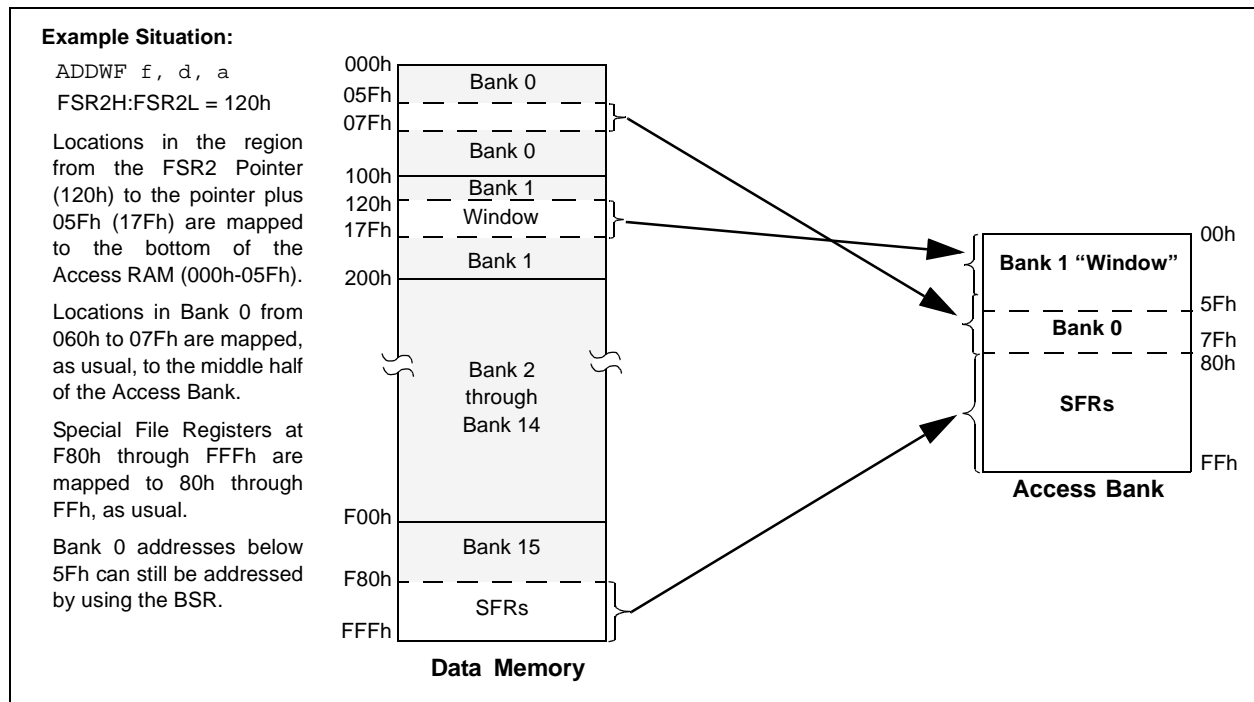 Example Situation:
ADDWF f, d, a
FSR2H:FSR2L = 120h
Locations in the region
from the FSR2 Pointer
(120h) to the pointer plus
05Fh (17Fh) are mapped
to the bottom of the
Access RAM (000h-05Fh).
Locations in Bank 0 from
060h to 07Fh are mapped,
as usual, to the middle half
of the Access Bank.
Special File Registers at
F80h through FFFh are
mapped to 80h through
FFh, as usual.
Bank 0 addresses below
5Fh can still be addressed
by using the BSR.
000h
Bank 0
05Fh
07Fh
Bank 0
100h
Bank 1
120h
Window
17Fh
Bank 1
200h
Bank 2
through
Bank 14
F00h
Bank 15
F80h
SFRs
FFFh
Data Memory
00h
Bank 1 “Window”
5Fh
Bank 0
7Fh
80h
SFRs
FFh
Access Bank